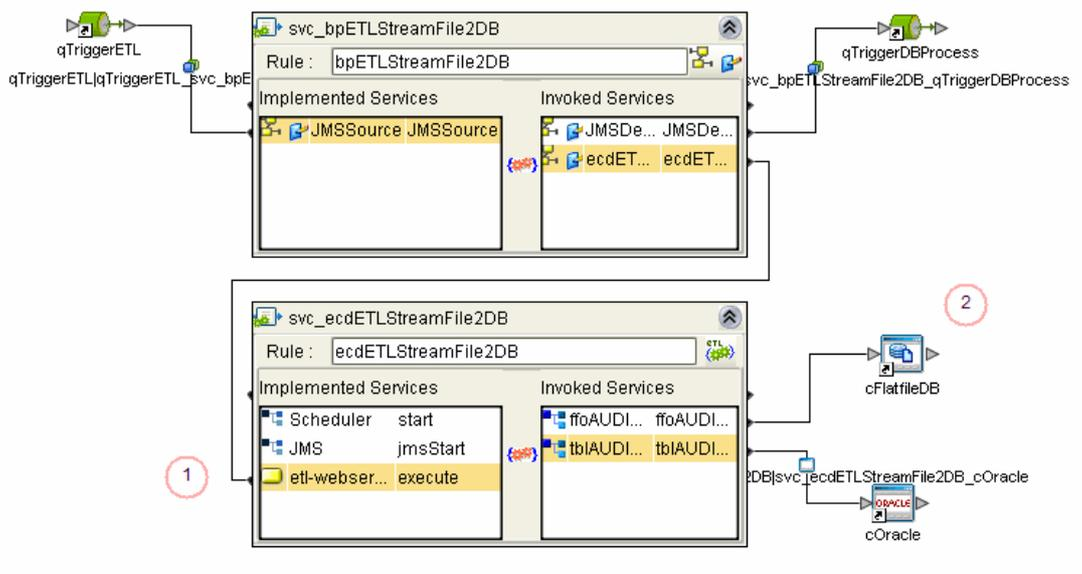 svc_bpETLStreamFile2DB
qTriggerETL
qTriggerDBProcess
Rule : bpETLStreamFile2DB
qTriggerETL|qTriggerETL_svc_bpE
svc_bpETLStreamFile2DB_qTriggerDBProcess
Implemented Services Invoked Services
JMSSource JMSSource JMSDe... JMSDe...
ecdET... ecdET...
2
svc_ecdETLStreamFile2DB
Rule : ecdETLStreamFile2DB ETL
cFlatfileDB
Implemented Services Invoked Services
Scheduler start ffoAUDI... ffoAUDI...
JMS jmsStart tblAUDI... tblAUDI...
1
etl-webser... execute
2DB|svc_ecdETLStreamFile2DB_cOracle
ORACLE
cOracle